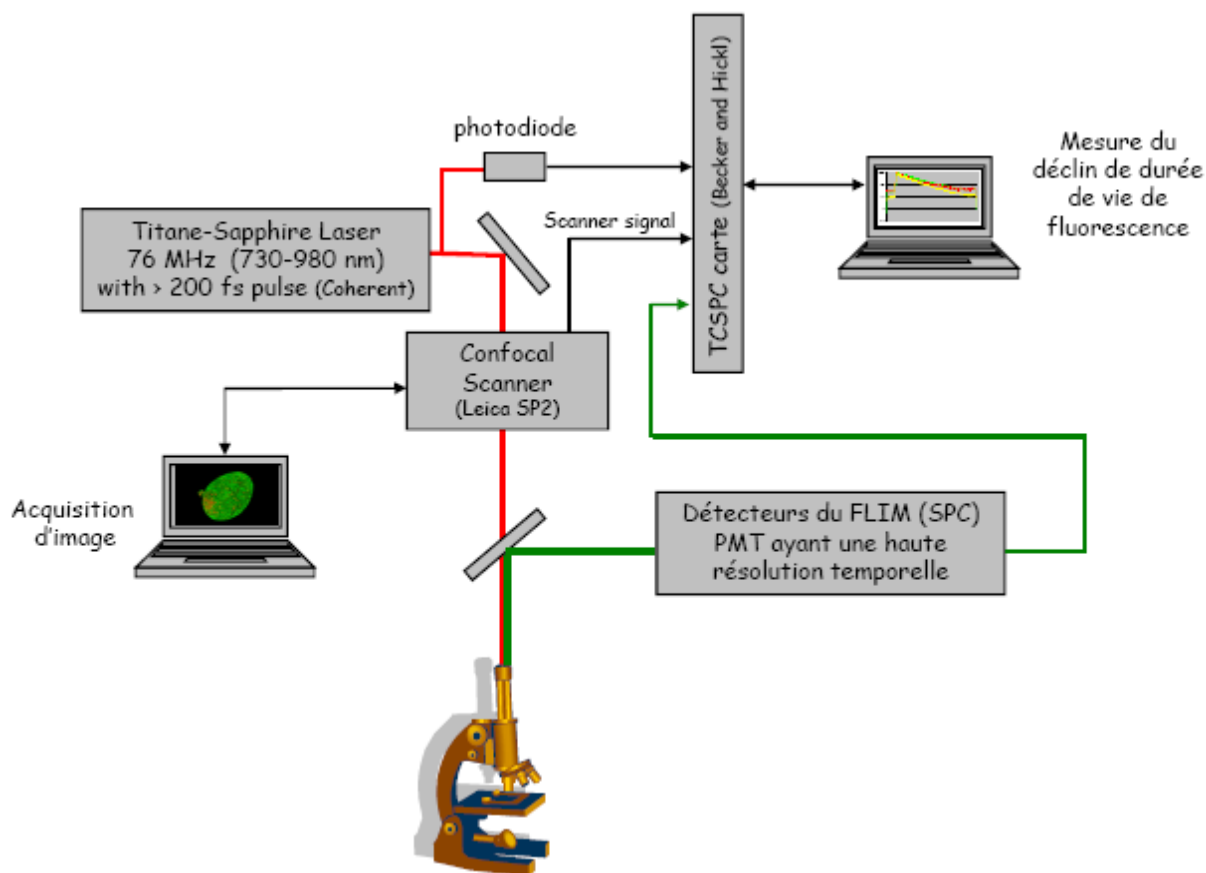 photodiode
Titane-Sapphire Laser
76 MHz (730-980 nm)
with > 200 fs pulse (Coherent)
Scanner signal
TCSPC carte (Becker and Hickl)
Mesure du
déclin de durée
de vie de
fluorescence
Confocal
Scanner
(Leica SP2)
Acquisition
d'image
Détecteurs du FLIM (SPC)
PMT ayant une haute
résolution temporelle